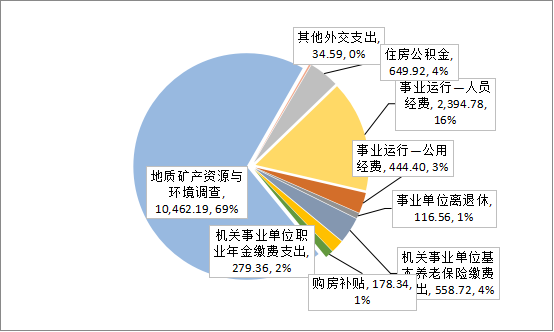 其他外交支出,
34.59, 0%
住房公积金,
649.92, 4%
事业运行—人员
经费, 2,394.78,
16%
事业运行—公用
经费, 444.40, 3%
事业单位离退休,
116.56, 1%
机关事业单位基
本养老保险缴费
出, 558.72, 4%
购房补贴, 178.34,
1%
机关事业单位职
业年金缴费支出,
279.36, 2%
地质矿产资源与
环境调查,
10,462.19, 69%